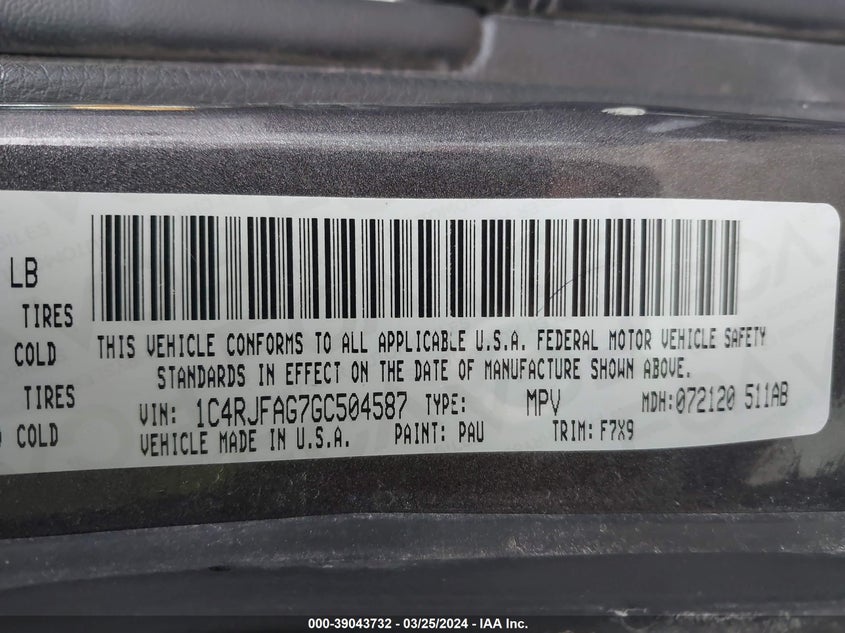 LB
TIRES
COLD
TIRES
COLD
THIS VEHICLE CONFORMS TO ALL APPLICABLE U.S.A. FEDERAL MOTOR VEHICLE SAFETY
STANDARDS IN EFFECT ON THE DATE OF MANUFACTURE SHOWN ABOVE.
VIN: 1C4RJFAG7GC504587 TYPE: MPV MDH:072120 511AB
VEHICLE MADE IN U.S.A. PAINT: PAU TRIM: F7X9
000-39043732 - 03/25/2024 - IAA Inc.